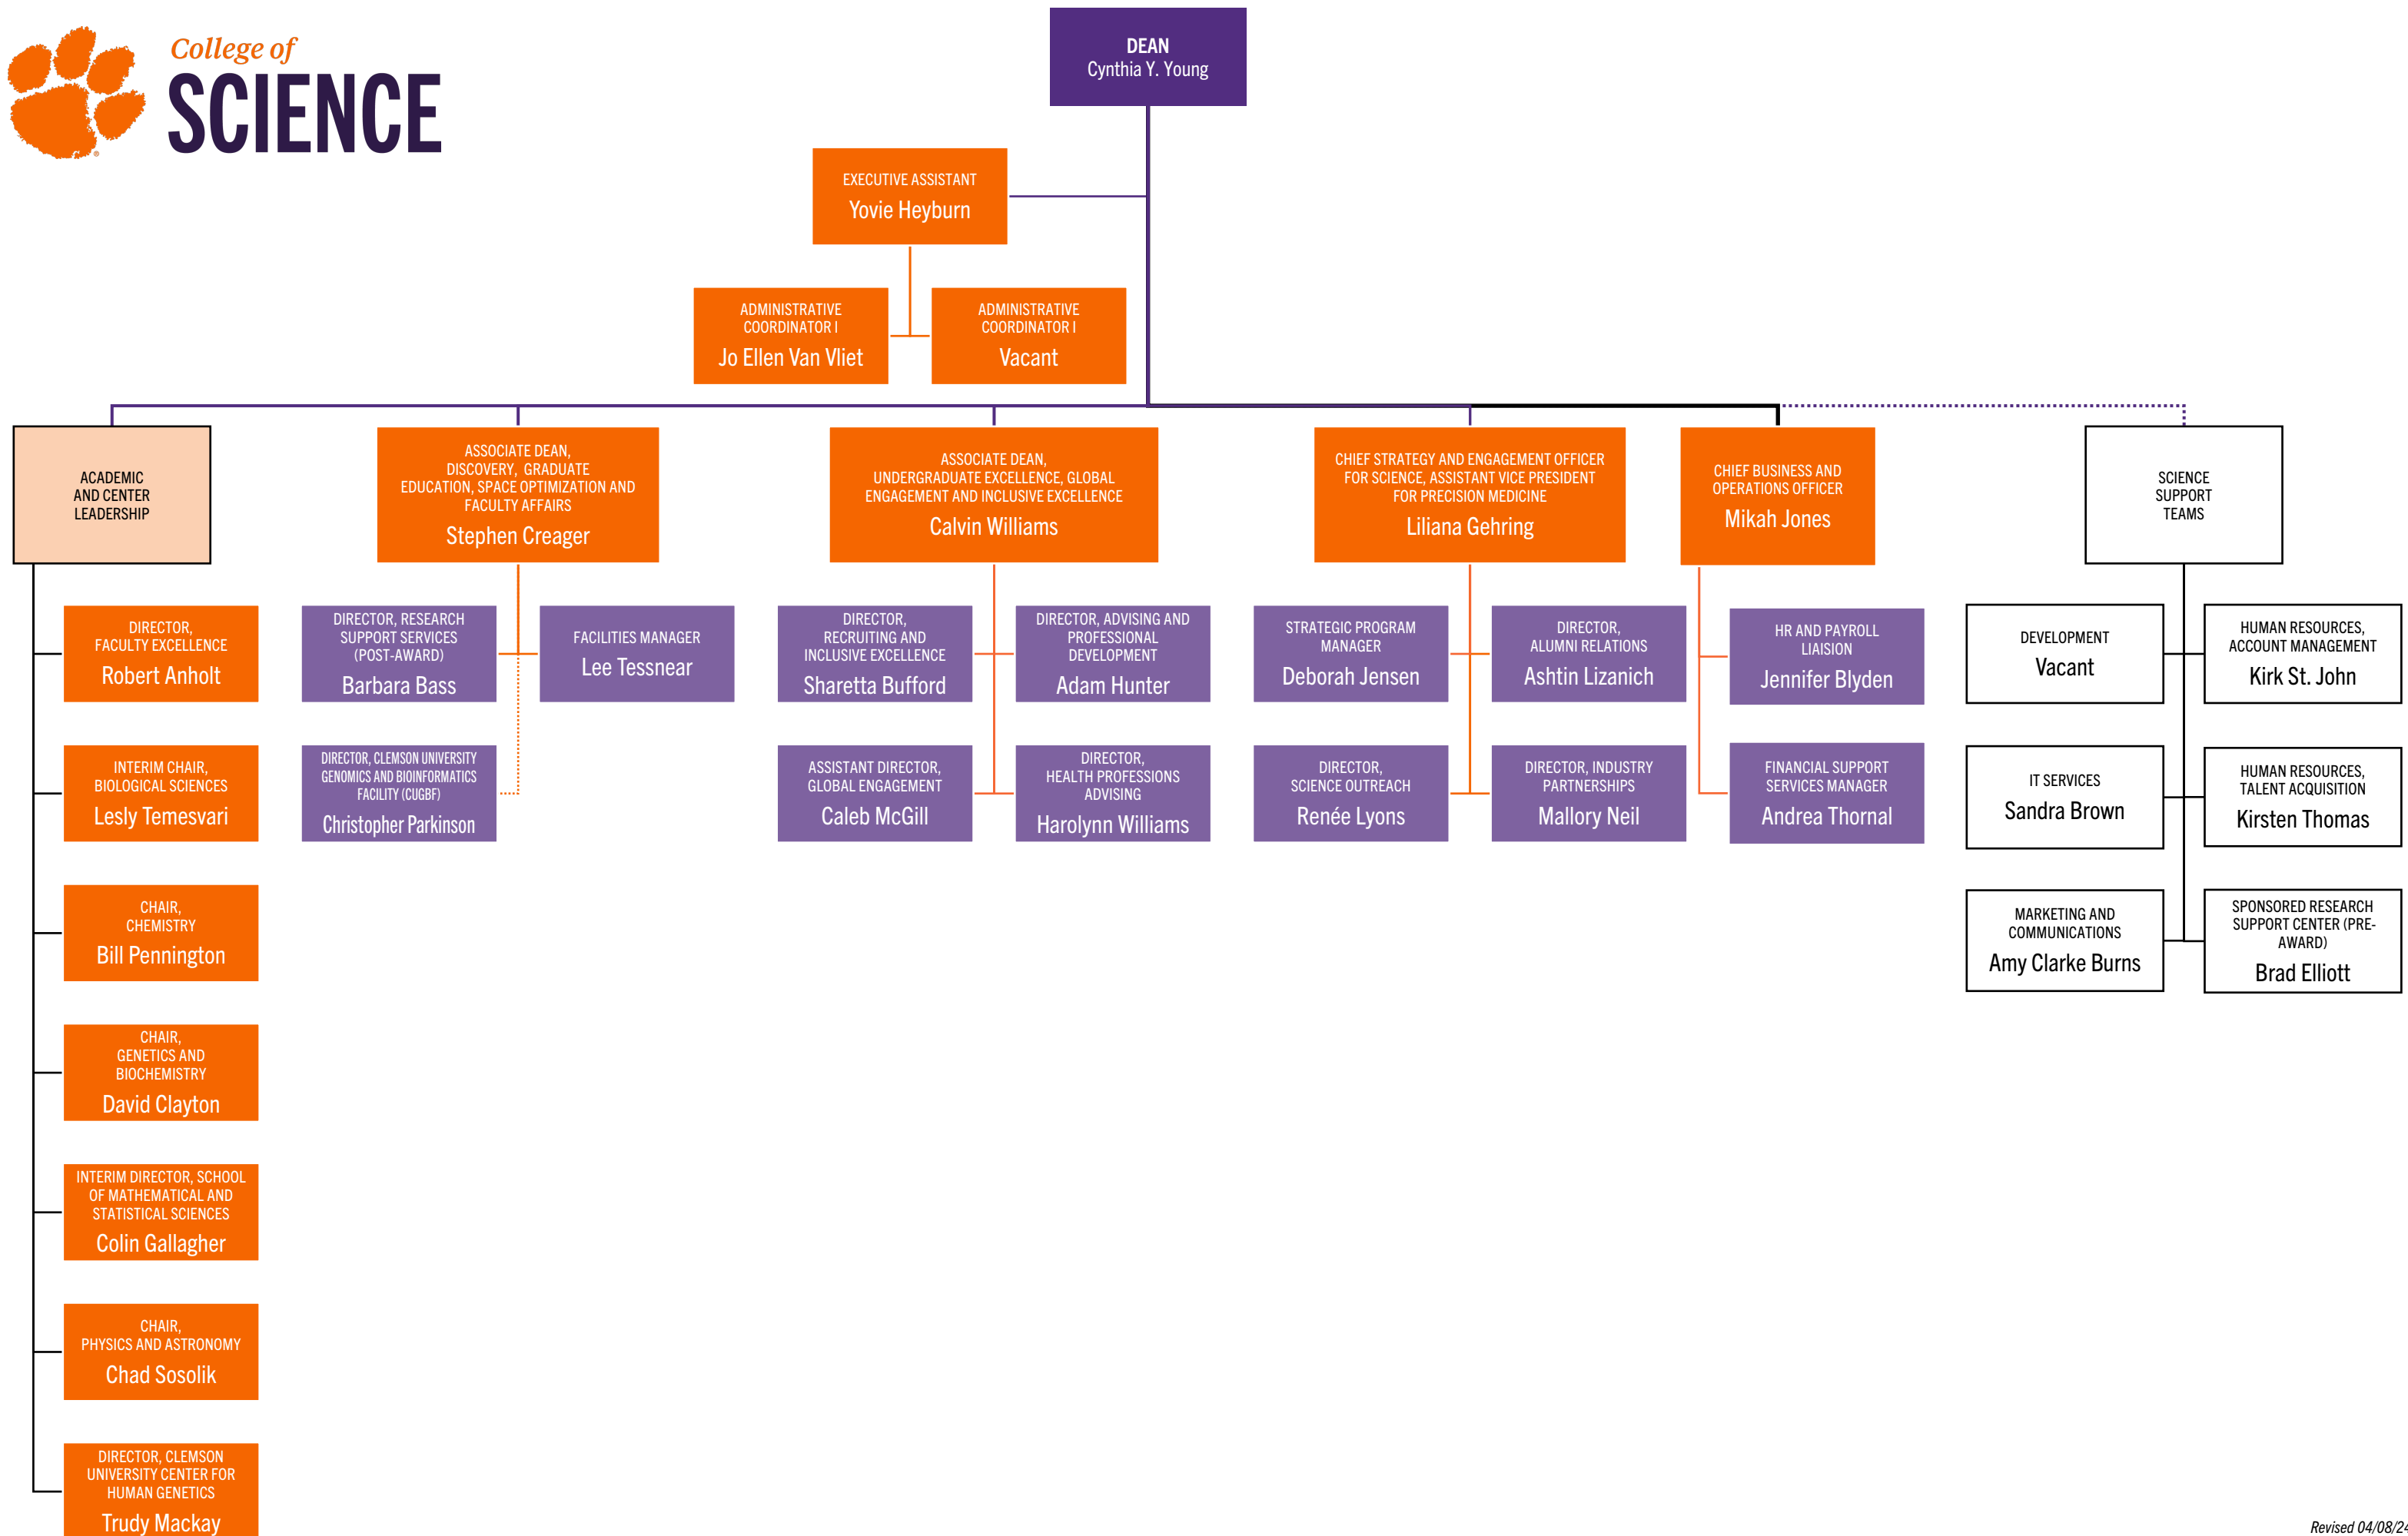 College of
SCIENCE
DEAN
Cynthia Y. Young
EXECUTIVE ASSISTANT
Yovie Heyburn
ADMINISTRATIVE
COORDINATOR I
Jo Ellen Van Vliet
ADMINISTRATIVE
COORDINATOR I
Vacant
ACADEMIC
AND CENTER
LEADERSHIP
DIRECTOR,
FACULTY EXCELLENCE
Robert Anholt
INTERIM CHAIR,
BIOLOGICAL SCIENCES
Lesly Temesvari
CHAIR,
CHEMISTRY
Bill Pennington
CHAIR,
GENETICS AND
BIOCHEMISTRY
David Clayton
INTERIM DIRECTOR, SCHOOL
OF MATHEMATICAL AND
STATISTICAL SCIENCES
Colin Gallagher
CHAIR,
PHYSICS AND ASTRONOMY
Chad Sosolik
DIRECTOR, CLEMSON
UNIVERSITY CENTER FOR
HUMAN GENETICS
Trudy Mackay
ASSOCIATE DEAN,
DISCOVERY, GRADUATE
EDUCATION, SPACE OPTIMIZATION AND
FACULTY AFFAIRS
Stephen Creager
DIRECTOR, RESEARCH
SUPPORT SERVICES
(POST-AWARD)
Barbara Bass
FACILITIES MANAGER
Lee Tessnear
DIRECTOR, CLEMSON UNIVERSITY
GENOMICS AND BIOINFORMATICS
FACILITY (CUGBF)
Christopher Parkinson
ASSOCIATE DEAN,
UNDERGRADUATE EXCELLENCE, GLOBAL
ENGAGEMENT AND INCLUSIVE EXCELLENCE
Calvin Williams
DIRECTOR,
RECRUITING AND
INCLUSIVE EXCELLENCE
Sharetta Bufford
DIRECTOR, ADVISING AND
PROFESSIONAL
DEVELOPMENT
Adam Hunter
ASSISTANT DIRECTOR,
GLOBAL ENGAGEMENT
Caleb McGill
DIRECTOR,
HEALTH PROFESSIONS
ADVISING
Harolynn Williams
CHIEF STRATEGY AND ENGAGEMENT OFFICER
FOR SCIENCE, ASSISTANT VICE PRESIDENT
FOR PRECISION MEDICINE
Liliana Gehring
STRATEGIC PROGRAM
MANAGER
Deborah Jensen
DIRECTOR,
ALUMNI RELATIONS
Ashtin Lizanich
DIRECTOR,
SCIENCE OUTREACH
Renée Lyons
DIRECTOR, INDUSTRY
PARTNERSHIPS
Mallory Neil
CHIEF BUSINESS AND
OPERATIONS OFFICER
Mikah Jones
HR AND PAYROLL
LIAISION
Jennifer Blyden
FINANCIAL SUPPORT
SERVICES MANAGER
Andrea Thornal
SCIENCE
SUPPORT
TEAMS
DEVELOPMENT
Vacant
HUMAN RESOURCES,
ACCOUNT MANAGEMENT
Kirk St. John
IT SERVICES
Sandra Brown
HUMAN RESOURCES,
TALENT ACQUISITION
Kirsten Thomas
MARKETING AND
COMMUNICATIONS
Amy Clarke Burns
SPONSORED RESEARCH
SUPPORT CENTER (PRE-
AWARD)
Brad Elliott
Revised 04/08/24